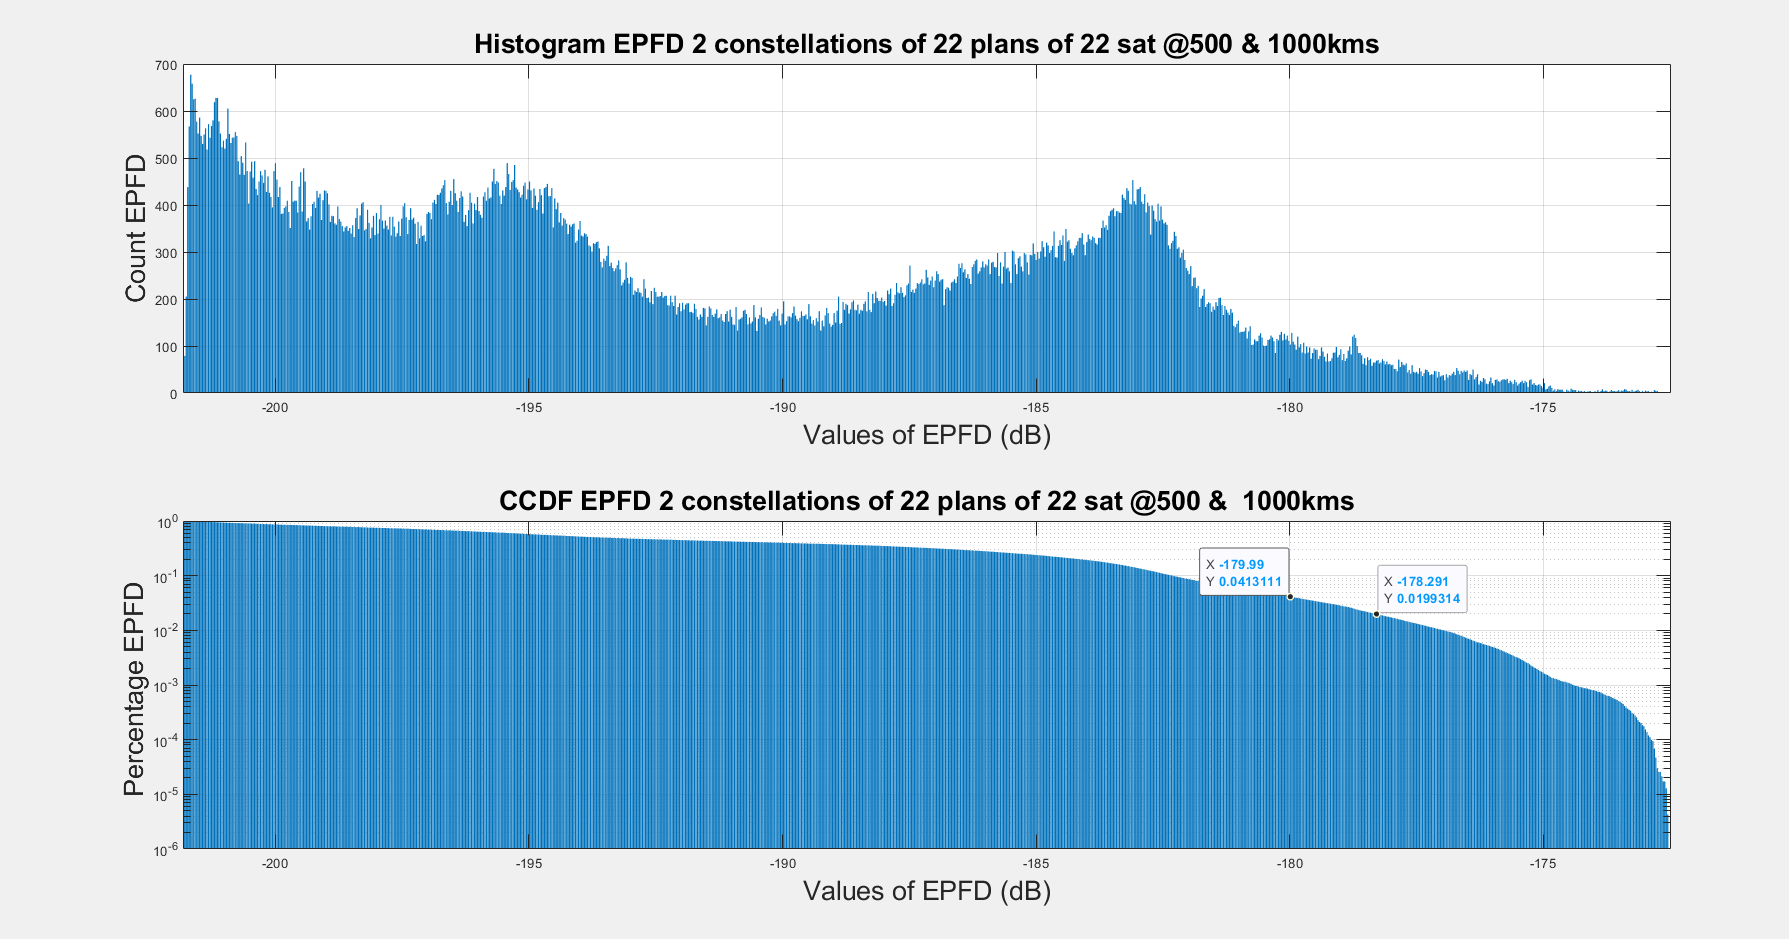 Histogram EPFD 2 constellations of 22 plans of 22 sat @500 & 1000kms
700
600
500
400
300
200
100
0
Count EPFD
-200 -195 -190 -185 -180 -175
Values of EPFD (dB)
CCDF EPFD 2 constellations of 22 plans of 22 sat @500 &  1000kms
10^0
10^-1
10^-2
10^-3
10^-4
10^-5
10^-6
Percentage EPFD
X -179.99
Y 0.0413111
X -178.291
Y 0.0199314
-200 -195 -190 -185 -180 -175
Values of EPFD (dB)